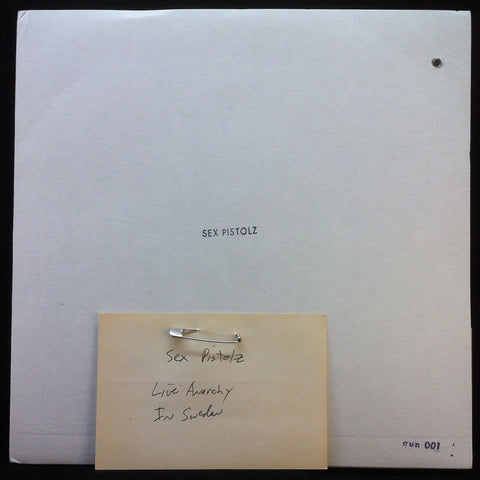 SEX PISTOLZ
Sex Pistolz
Live Anarchy
In Sweden
gun 001